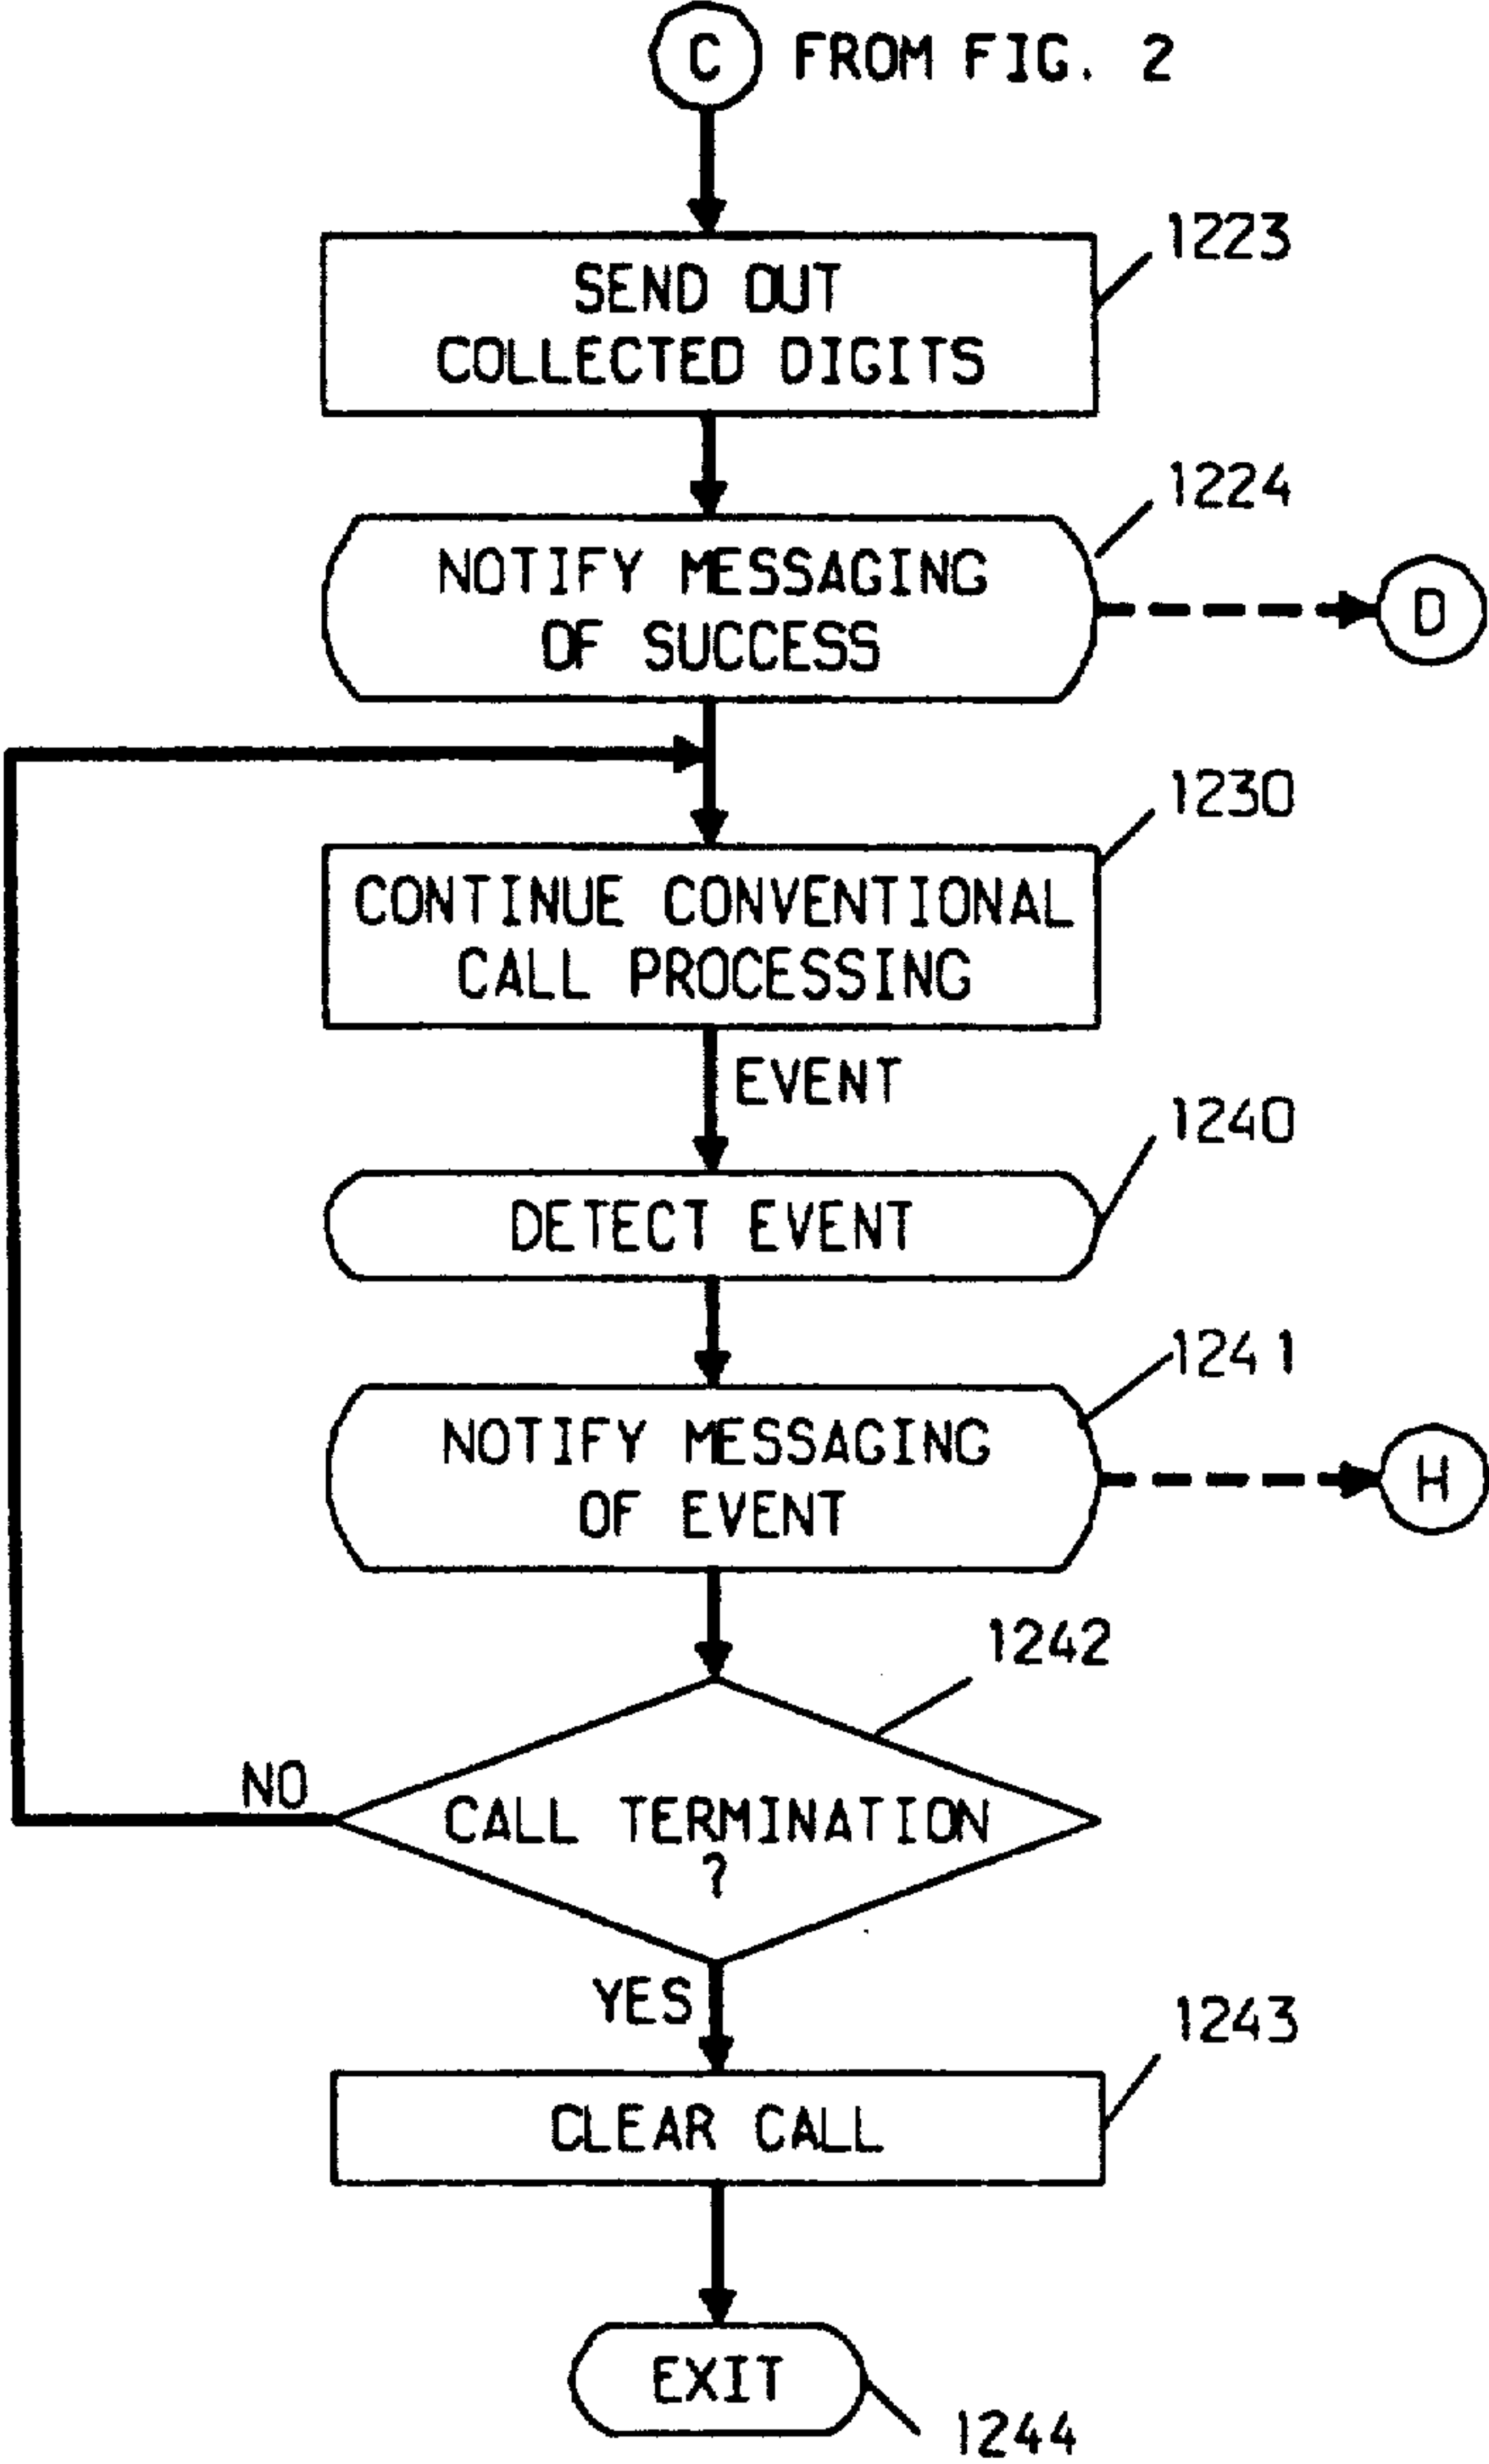 C FROM FIG. 2
1223
SEND OUT
COLLECTED DIGITS
1224
NOTIFY MESSAGING
OF SUCCESS
D
1230
CONTINUE CONVENTIONAL
CALL PROCESSING
EVENT
1240
DETECT EVENT
1241
NOTIFY MESSAGING
OF EVENT
H
1242
NO
CALL TERMINATION
?
YES
1243
CLEAR CALL
EXIT
1244